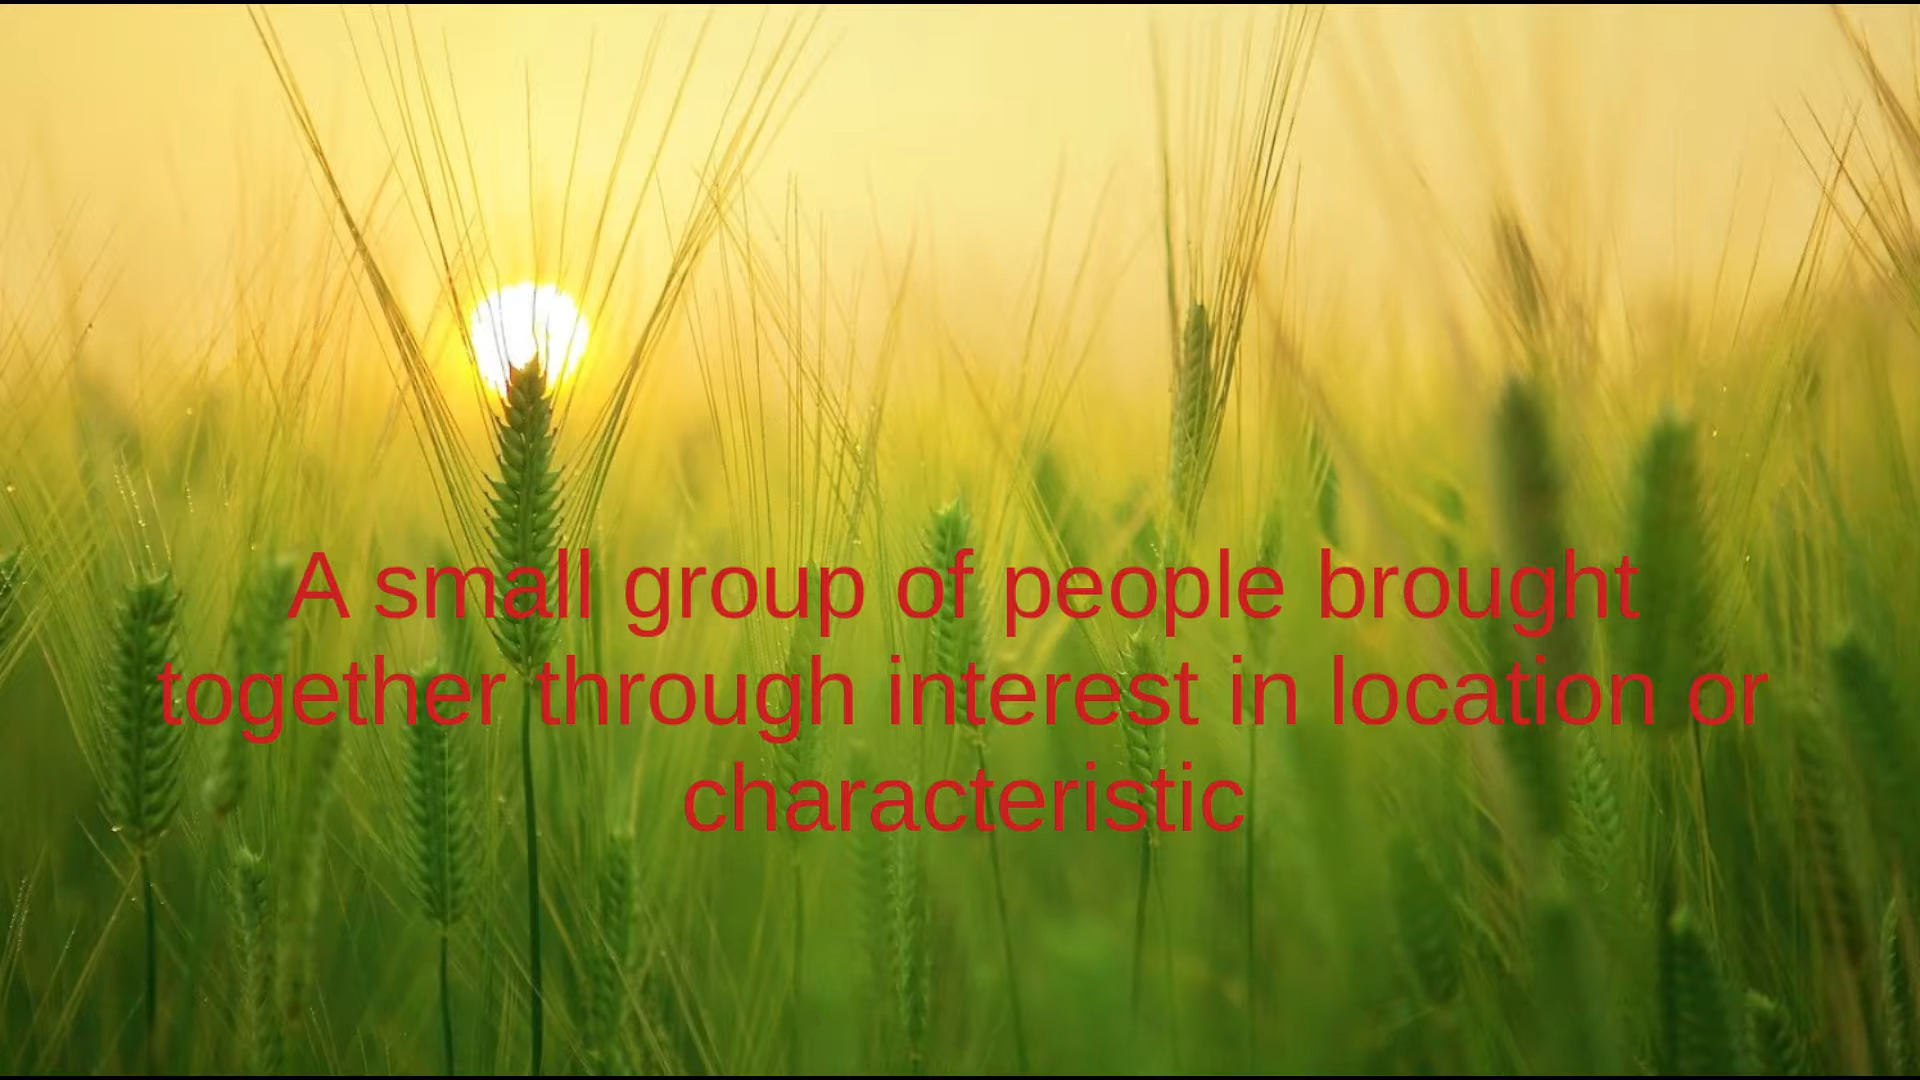 A small group of people brought
together through interest in location or
characteristic